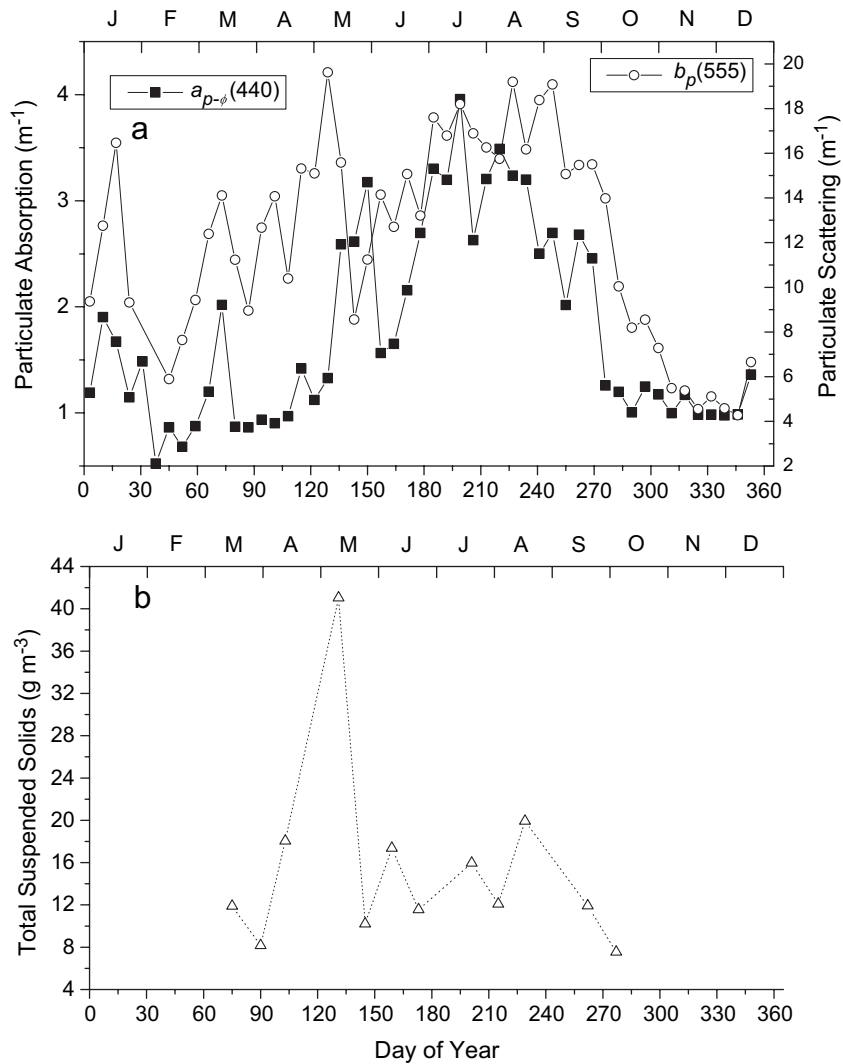 J F M A M J J A S O N D
a p-ϕ (440)
b p (555)
a
Particulate Absorption (m-1)
4
3
2
1
Particulate Scattering (m-1)
20
18
16
14
12
10
8
6
4
2
0 30 60 90 120 150 180 210 240 270 300 330 360
J F M A M J J A S O N D
b
Total Suspended Solids (g m-3)
44
40
36
32
28
24
20
16
12
8
4
0 30 60 90 120 150 180 210 240 270 300 330 360
Day of Year